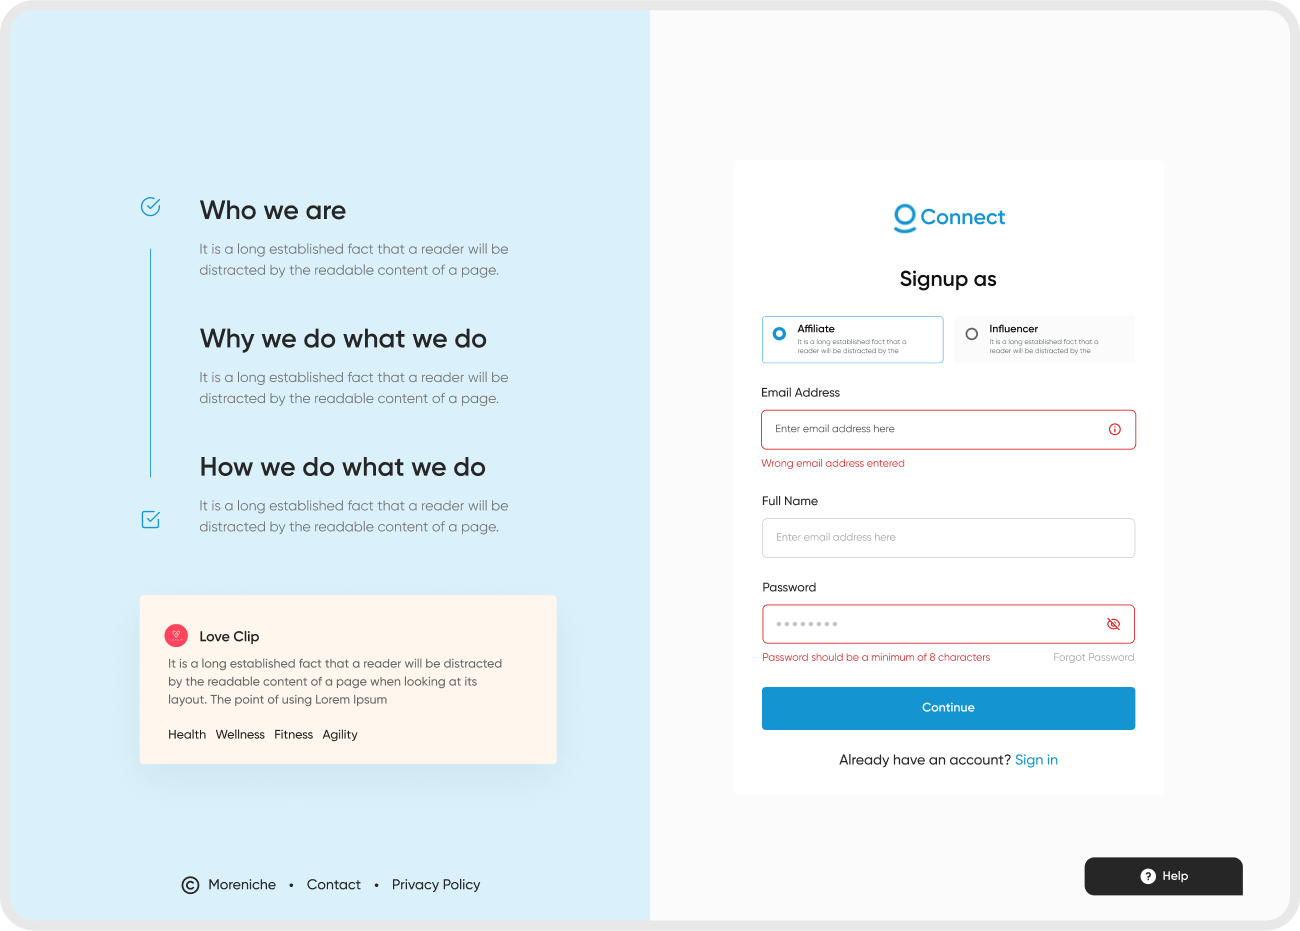 Who we are
It is a long established fact that a reader will be
distracted by the readable content of a page.
Why we do what we do
It is a long established fact that a reader will be
distracted by the readable content of a page.
How we do what we do
It is a long established fact that a reader will be
distracted by the readable content of a page.
Love Clip
It is a long established fact that a reader will be distracted
by the readable content of a page when looking at its
layout. The point of using Lorem Ipsum
Health Wellness Fitness Agility
© Moreniche • Contact • Privacy Policy
Connect
Signup as
Affiliate
It is a long established fact that a
reader will be distracted by the
Influencer
It is a long established fact that a
reader will be distracted by the
Email Address
Enter email address here
Wrong email address entered
Full Name
Enter email address here
Password
Password should be a minimum of 8 characters
Forgot Password
Continue
Already have an account? Sign in
? Help